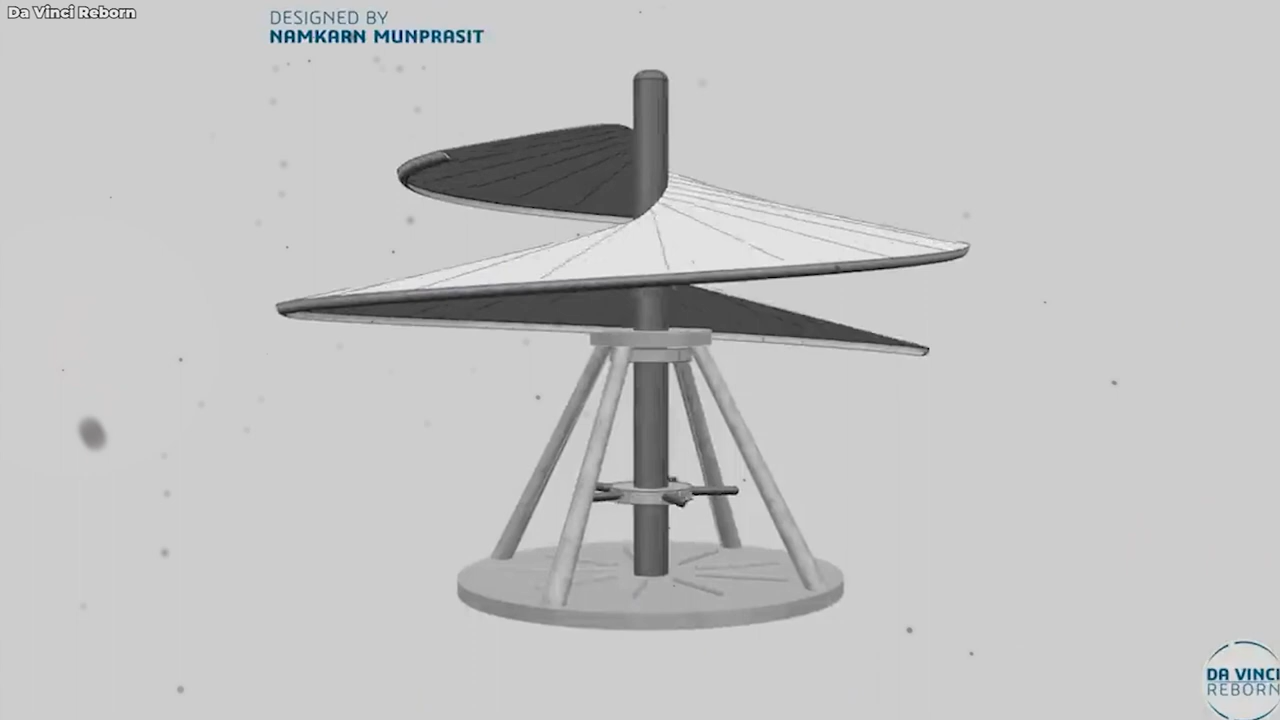 Da Vinci Reborn
DESIGNED BY
NAMKARN MUNPRASIT
DA VINCI
REBORN